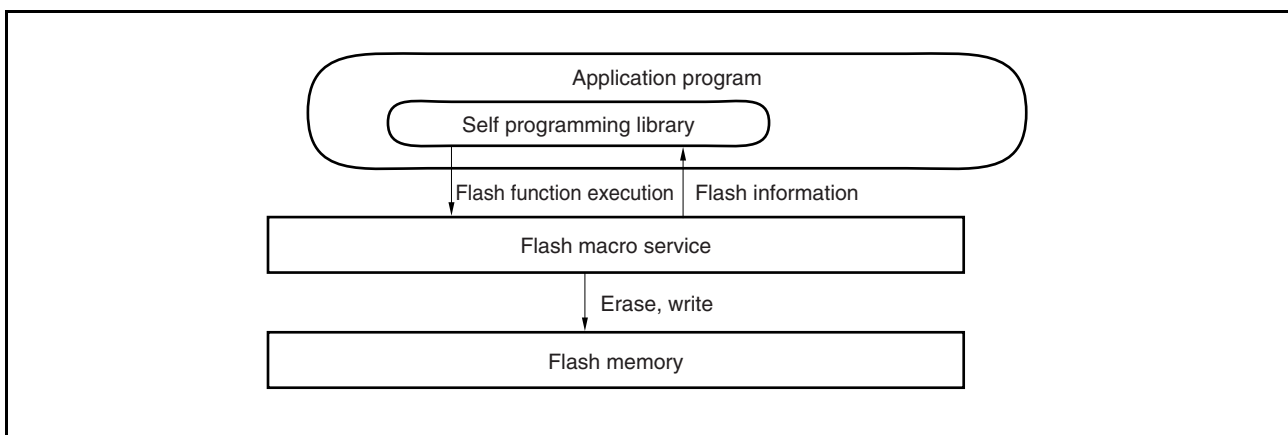 Application program
Self programming library
Flash function execution
Flash information
Flash macro service
Erase, write
Flash memory